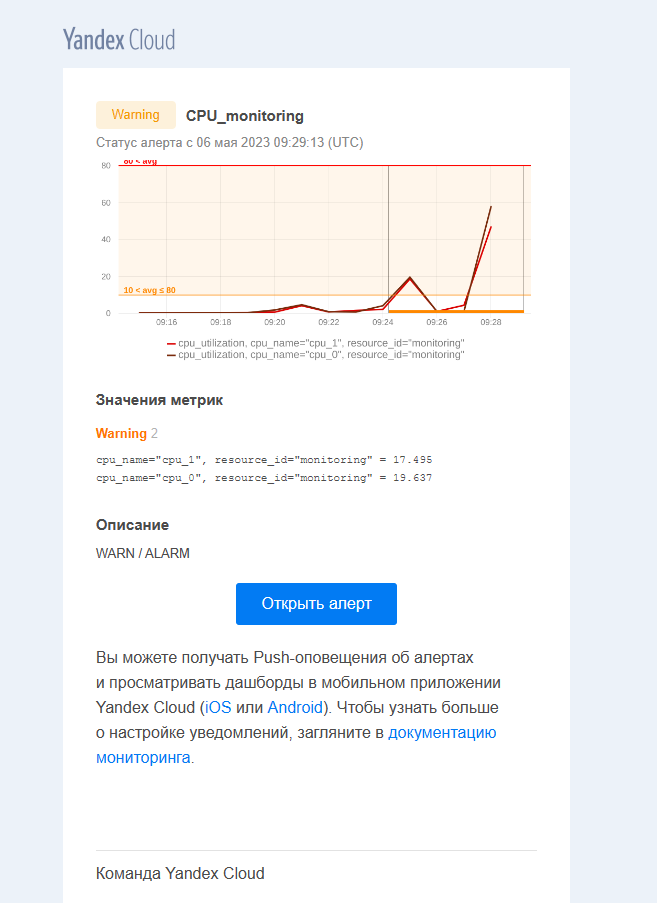 Yandex Cloud
Warning CPU_monitoring
Статус алерта с 06 мая 2023 09:29:13 (UTC)
80 < avg
80
60
40
20
10 < avg ≤ 80
0
09:16 09:18 09:20 09:22 09:24 09:26 09:28
cpu_utilization, cpu_name="cpu_1", resource_id="monitoring"
cpu_utilization, cpu_name="cpu_0", resource_id="monitoring"
Значения метрик
Warning 2
cpu_name="cpu_1", resource_id="monitoring" = 17.495
cpu_name="cpu_0", resource_id="monitoring" = 19.637
Описание
WARN / ALARM
Открыть алерт
Вы можете получать Push-оповещения об алертах
и просматривать дашборды в мобильном приложении
Yandex Cloud (iOS или Android). Чтобы узнать больше
о настройке уведомлений, загляните в документацию
мониторинга.
Команда Yandex Cloud